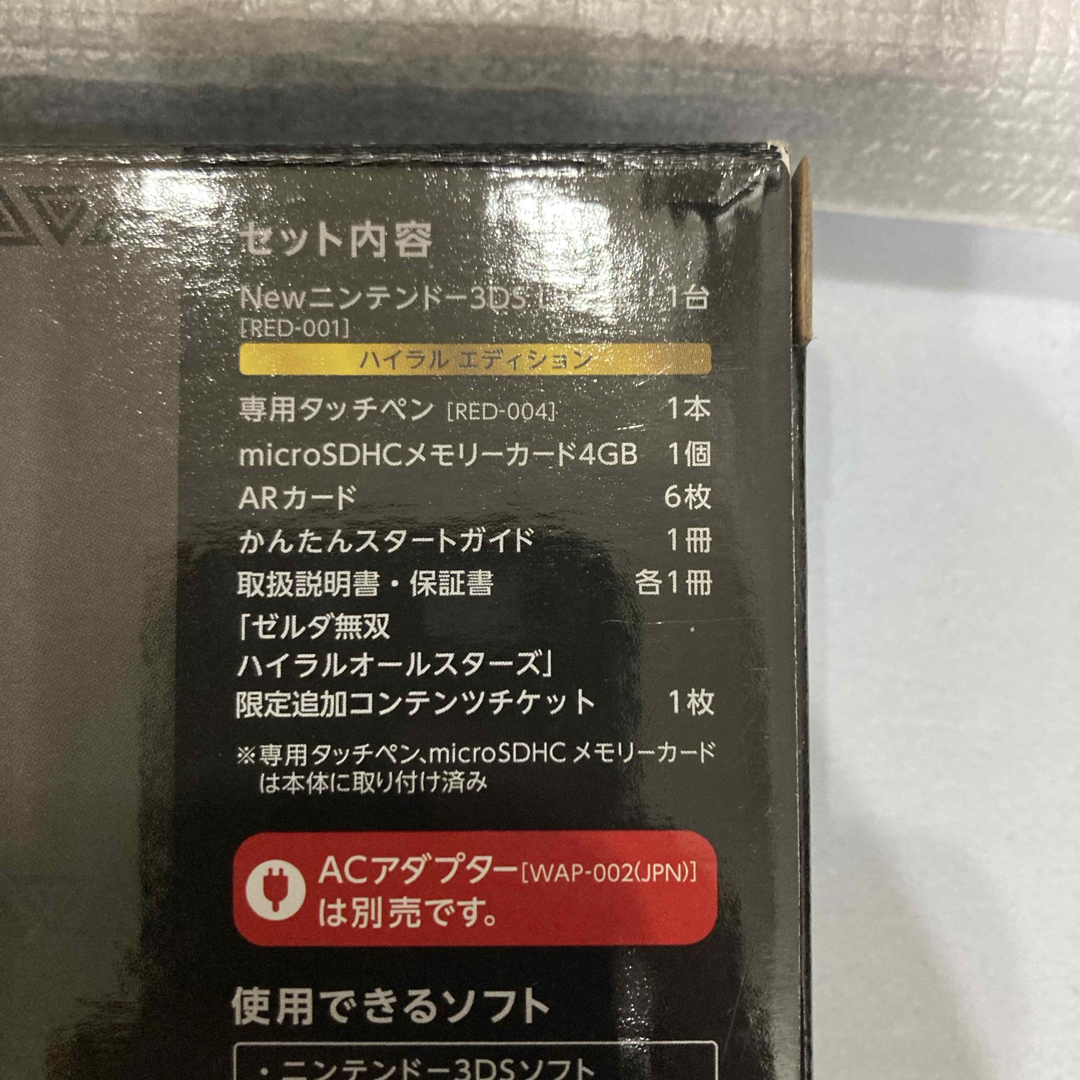 セット内容
Newニンテンドー3DS 1台
[RED-001]
ハイラル エディション
専用タッチペン [RED-004] 1本
microSDHCメモリーカード4GB 1個
ARカード 6枚
かんたんスタートガイド 1冊
取扱説明書・保証書 各1冊
「ゼルダ無双
ハイラルオールスターズ」
限定追加コンテンツチケット 1枚
※専用タッチペン、microSDHCメモリーカード
は本体に取り付け済み
ACアダプター[WAP-002(JPN)]
は別売です。
使用できるソフト
・ニンテンドー3DSソフト